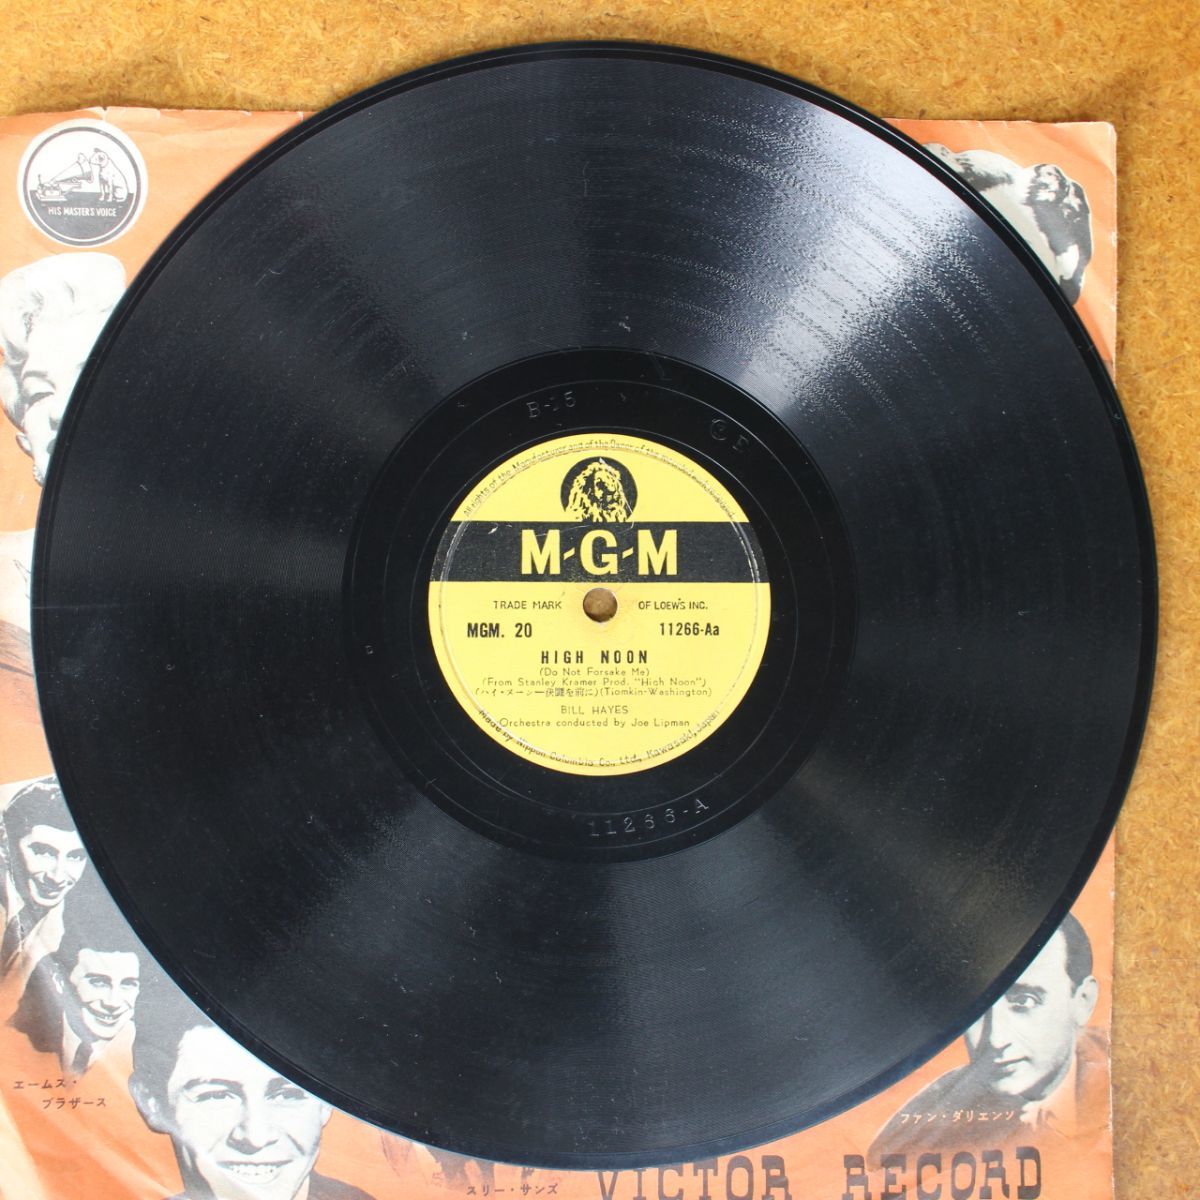 HIS MASTER'S VOICE
B-15
All rights of the Manufacturer and of the Owner of the recorded work reserved
M-G-M
TRADE MARK OF LOEW'S INC.
MGM. 20 11266-Aa
HIGH NOON
(Do Not Forsake Me)
(From Stanley Kramer Prod. "High Noon")
(ハイ・ヌーン―決闘を前に)(Tiomkin-Washington)
BILL HAYES
Orchestra conducted by Joe Lipman
Made by Nippon Columbia Co., Ltd., Kawasaki, Japan
11266-A
エームス・
ブラザース
ファン・ダリエンソ
スリー・サンズ
VICTOR RECORD